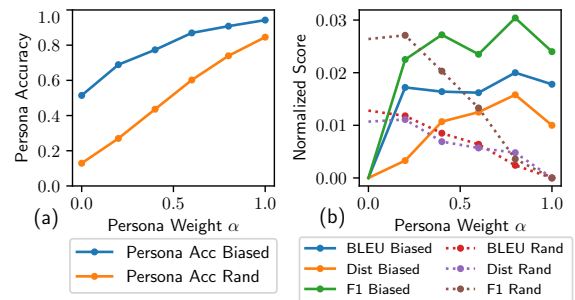 1.0
0.8
0.6
0.4
0.2
0.0
Persona Accuracy
0.0 0.5 1.0
Persona Weight α
(a)
Persona Acc Biased
Persona Acc Rand
0.03
0.02
0.01
0.00
Normalized Score
0.0 0.5 1.0
Persona Weight α
(b)
BLEU Biased
Dist Biased
F1 Biased
BLEU Rand
Dist Rand
F1 Rand